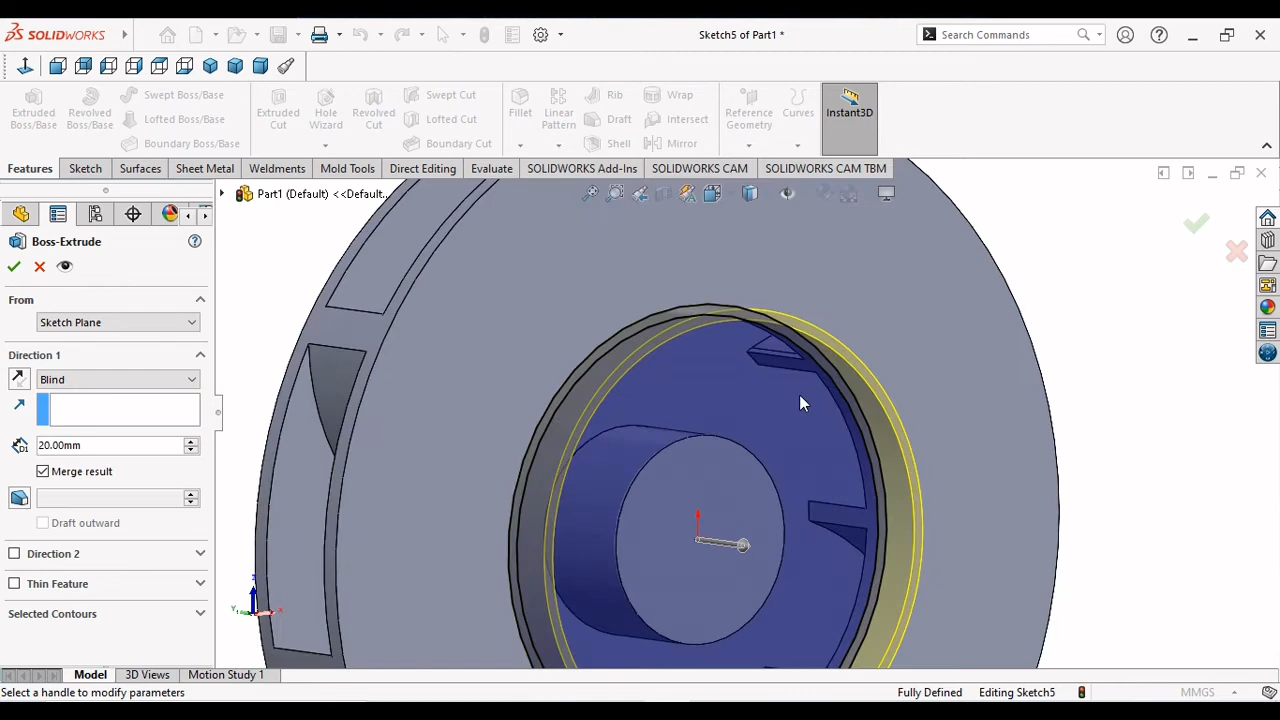 SOLIDWORKS
Sketch5 of Part1 *
Search Commands
Extruded Boss/Base
Revolved Boss/Base
Swept Boss/Base
Lofted Boss/Base
Boundary Boss/Base
Extruded Cut
Hole Wizard
Revolved Cut
Swept Cut
Lofted Cut
Boundary Cut
Fillet
Linear Pattern
Rib
Draft
Shell
Wrap
Intersect
Mirror
Reference Geometry
Curves
Instant3D
Features
Sketch
Surfaces
Sheet Metal
Weldments
Mold Tools
Direct Editing
Evaluate
SOLIDWORKS Add-Ins
SOLIDWORKS CAM
SOLIDWORKS CAM TBM
Part1 (Default) <<Default...
Boss-Extrude
From
Sketch Plane
Direction 1
Blind
20.00mm
Merge result
Draft outward
Direction 2
Thin Feature
Selected Contours
Y
Z
X
Model
3D Views
Motion Study 1
Select a handle to modify parameters
Fully Defined
Editing Sketch5
MMGS